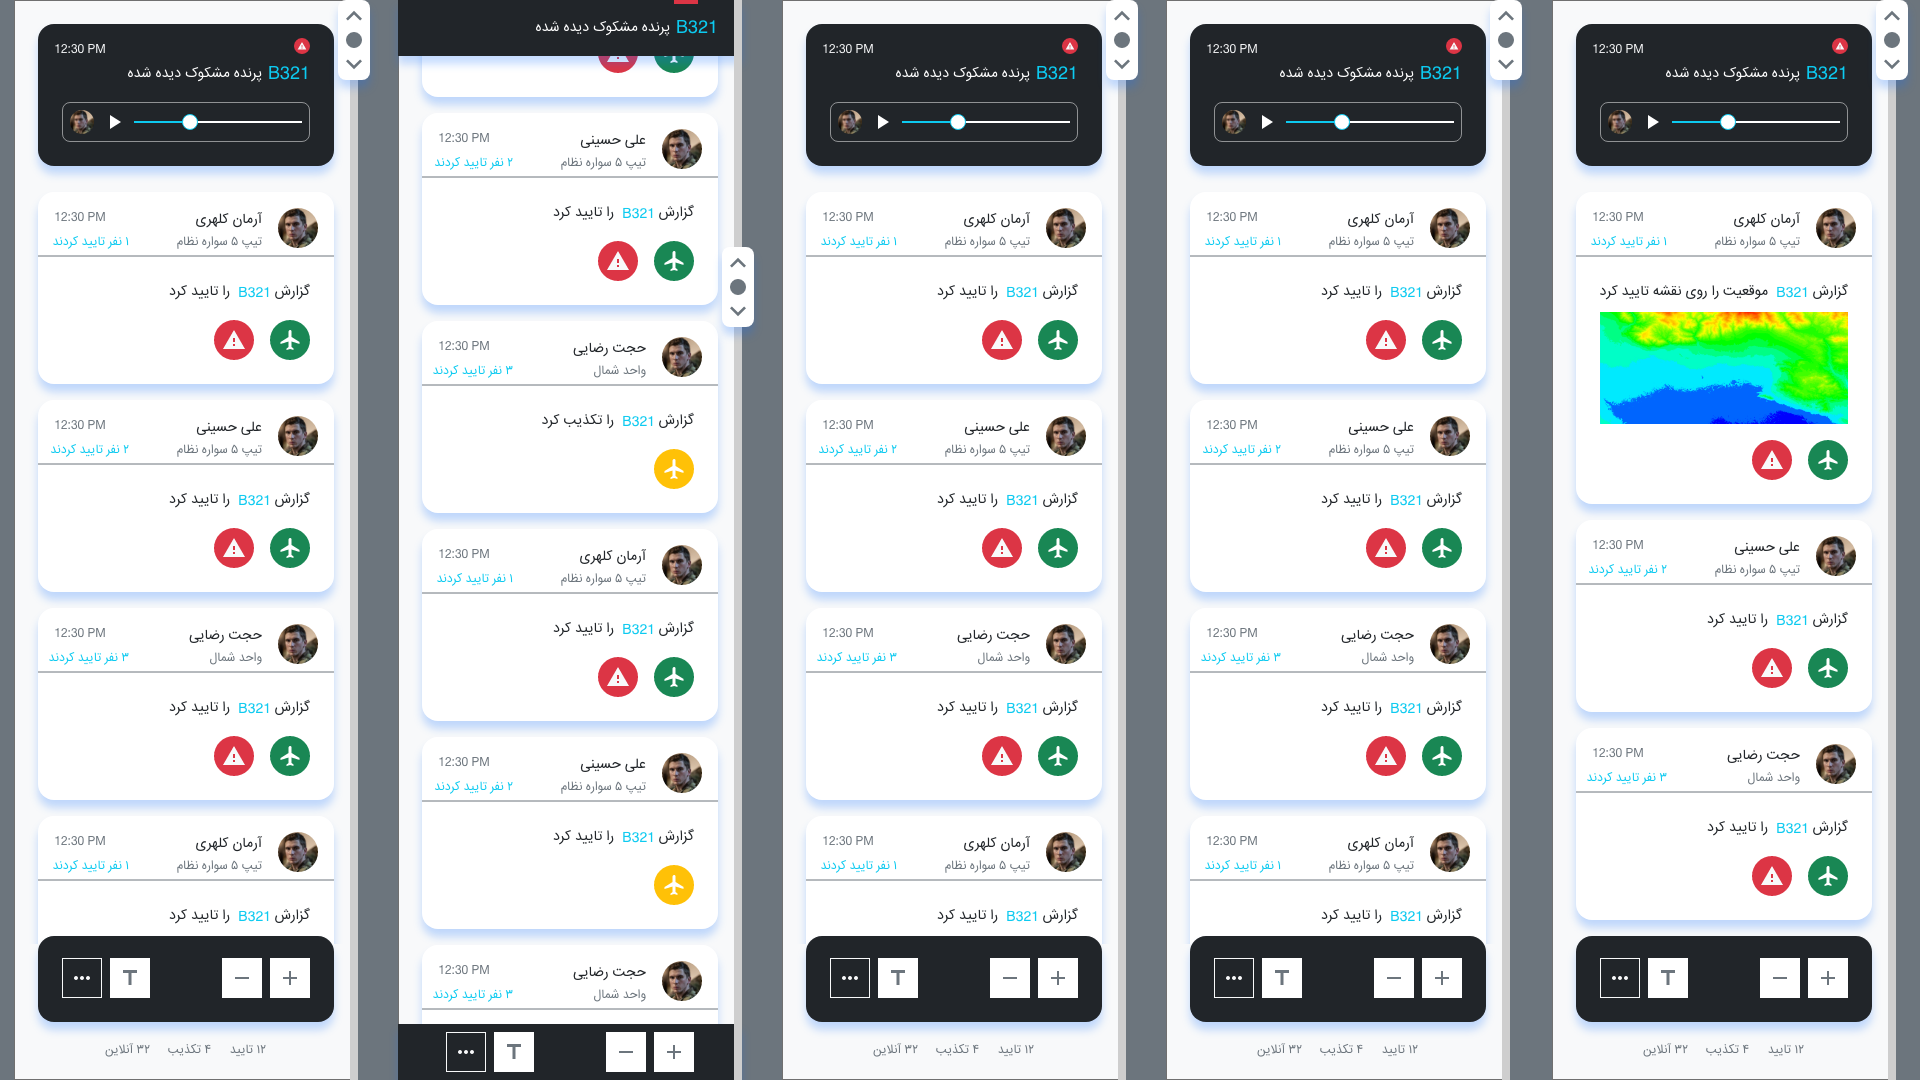 12:30 PM
B321 پرنده مشکوک دیده شده
آرمان کلهری 12:30 PM
تیپ ۵ سواره نظام ۱ نفر تایید کردند
گزارش B321 را تایید کرد
علی حسینی 12:30 PM
تیپ ۵ سواره نظام ۲ نفر تایید کردند
گزارش B321 را تایید کرد
حجت رضایی 12:30 PM
واحد شمال ۳ نفر تایید کردند
گزارش B321 را تایید کرد
آرمان کلهری 12:30 PM
تیپ ۵ سواره نظام ۱ نفر تایید کردند
گزارش B321 را تایید کرد
T
۱۲ تایید ۴ تکذیب ۳۲ آنلاین
B321 پرنده مشکوک دیده شده
علی حسینی 12:30 PM
تیپ ۵ سواره نظام ۲ نفر تایید کردند
گزارش B321 را تایید کرد
حجت رضایی 12:30 PM
واحد شمال ۳ نفر تایید کردند
گزارش B321 را تکذیب کرد
آرمان کلهری 12:30 PM
تیپ ۵ سواره نظام ۱ نفر تایید کردند
گزارش B321 را تایید کرد
علی حسینی 12:30 PM
تیپ ۵ سواره نظام ۲ نفر تایید کردند
گزارش B321 را تایید کرد
حجت رضایی 12:30 PM
واحد شمال ۳ نفر تایید کردند
T
12:30 PM
B321 پرنده مشکوک دیده شده
آرمان کلهری 12:30 PM
تیپ ۵ سواره نظام ۱ نفر تایید کردند
گزارش B321 را تایید کرد
علی حسینی 12:30 PM
تیپ ۵ سواره نظام ۲ نفر تایید کردند
گزارش B321 را تایید کرد
حجت رضایی 12:30 PM
واحد شمال ۳ نفر تایید کردند
گزارش B321 را تایید کرد
آرمان کلهری 12:30 PM
تیپ ۵ سواره نظام ۱ نفر تایید کردند
گزارش B321 را تایید کرد
T
۱۲ تایید ۴ تکذیب ۳۲ آنلاین
12:30 PM
B321 پرنده مشکوک دیده شده
آرمان کلهری 12:30 PM
تیپ ۵ سواره نظام ۱ نفر تایید کردند
گزارش B321 را تایید کرد
علی حسینی 12:30 PM
تیپ ۵ سواره نظام ۲ نفر تایید کردند
گزارش B321 را تایید کرد
حجت رضایی 12:30 PM
واحد شمال ۳ نفر تایید کردند
گزارش B321 را تایید کرد
آرمان کلهری 12:30 PM
تیپ ۵ سواره نظام ۱ نفر تایید کردند
گزارش B321 را تایید کرد
T
۱۲ تایید ۴ تکذیب ۳۲ آنلاین
12:30 PM
B321 پرنده مشکوک دیده شده
آرمان کلهری 12:30 PM
تیپ ۵ سواره نظام ۱ نفر تایید کردند
گزارش B321 موقعیت را روی نقشه تایید کرد
علی حسینی 12:30 PM
تیپ ۵ سواره نظام ۲ نفر تایید کردند
گزارش B321 را تایید کرد
حجت رضایی 12:30 PM
واحد شمال ۳ نفر تایید کردند
گزارش B321 را تایید کرد
T
۱۲ تایید ۴ تکذیب ۳۲ آنلاین